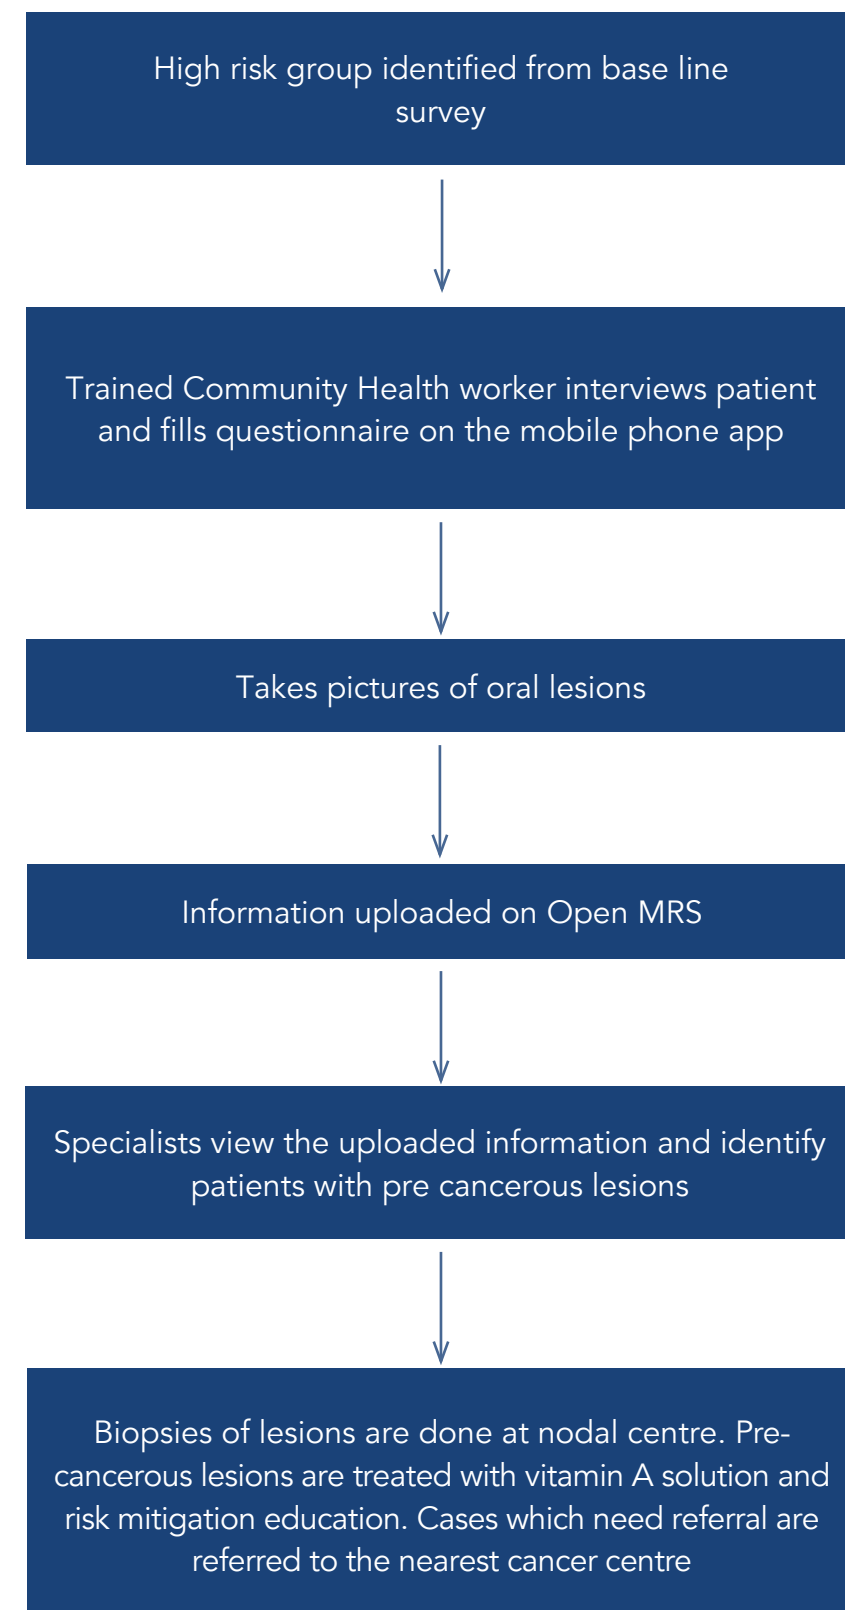 High risk group identified from base line
survey
Trained Community Health worker interviews patient
and fills questionnaire on the mobile phone app
Takes pictures of oral lesions
Information uploaded on Open MRS
Specialists view the uploaded information and identify
patients with pre cancerous lesions
Biopsies of lesions are done at nodal centre. Pre-
cancerous lesions are treated with vitamin A solution and
risk mitigation education. Cases which need referral are
referred to the nearest cancer centre